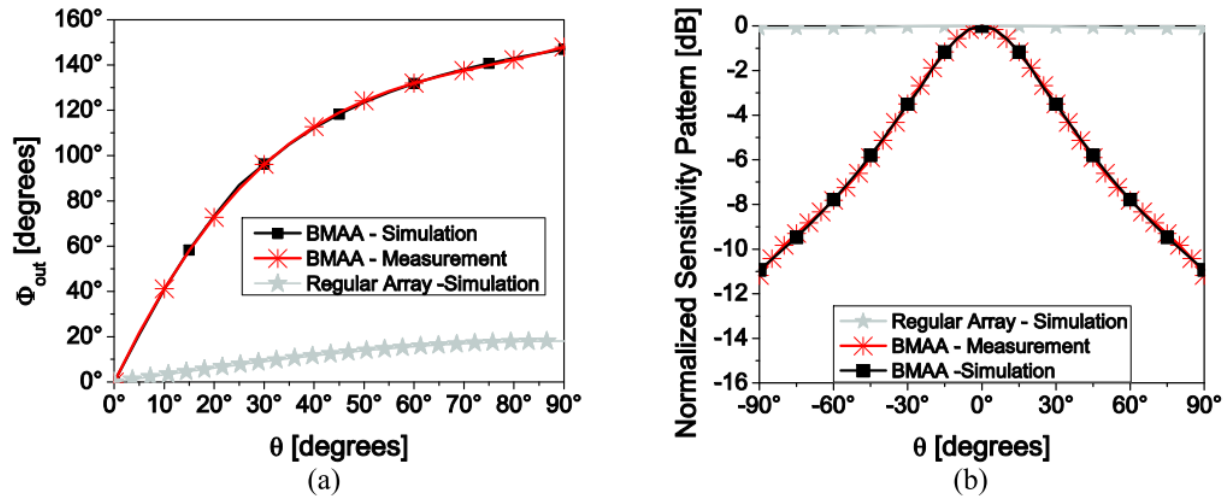 160°
140°
120°
100°
80°
60°
40°
20°
0°
Φout [degrees]
BMAA - Simulation
BMAA - Measurement
Regular Array -Simulation
0° 10° 20° 30° 40° 50° 60° 70° 80° 90°
θ [degrees]
(a)
Normalized Sensitivity Pattern [dB]
0
-2
-4
-6
-8
-10
-12
-14
-16
Regular Array - Simulation
BMAA - Measurement
BMAA -Simulation
-90° -60° -30° 0° 30° 60° 90°
θ [degrees]
(b)